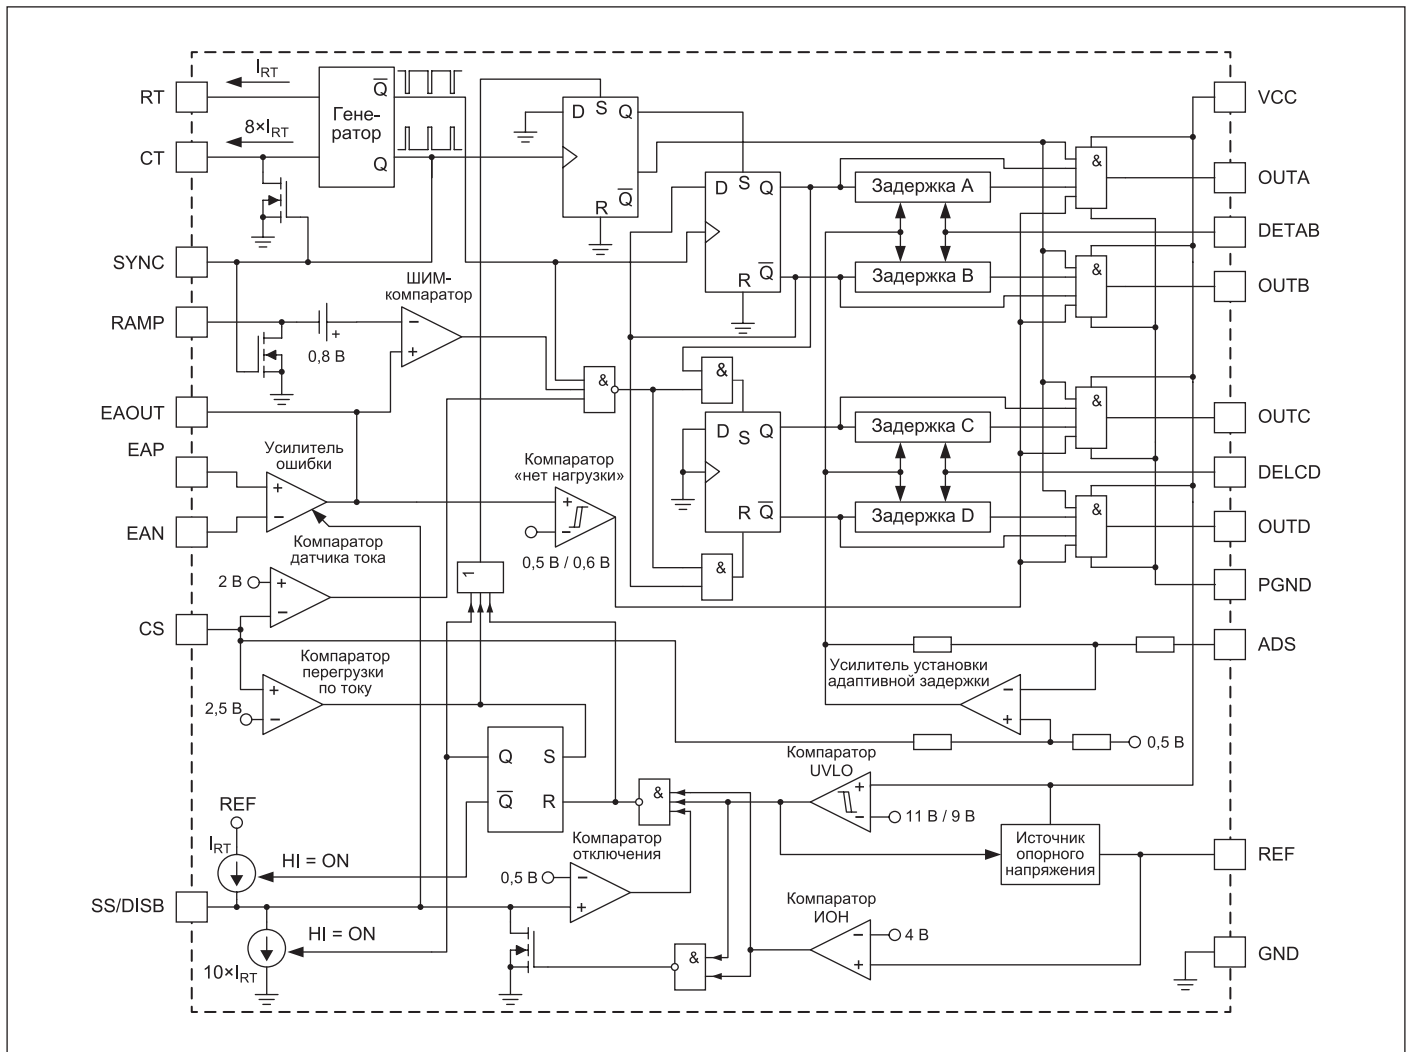 RT
CT
SYNC
RAMP
EAOUT
EAP
EAN
CS
SS/DISB
I_RT
8×I_RT
Гене-
ратор
Q̅
Q
D
S
Q
Q̅
R
D
S
Q
Q̅
R
ШИМ-
компаратор
−
+
+
0,8 В
Задержка A
Задержка B
&
&
VCC
OUTA
DETAB
OUTB
&
&
D
S
Q
R
Q̅
&
Задержка C
Задержка D
&
&
OUTC
DELCD
OUTD
PGND
ADS
Усилитель
ошибки
+
−
Компаратор
«нет нагрузки»
+
−
0,5 В / 0,6 В
Компаратор
датчика тока
2 В
+
−
1
Компаратор
перегрузки
по току
+
−
2,5 В
Усилитель установки
адаптивной задержки
−
+
0,5 В
Q
S
Q̅
R
&
Компаратор
UVLO
+
−
11 В / 9 В
Источник
опорного
напряжения
REF
REF
I_RT
HI = ON
Компаратор
отключения
0,5 В
−
+
HI = ON
10×I_RT
&
Компаратор
ИОН
−
+
4 В
GND